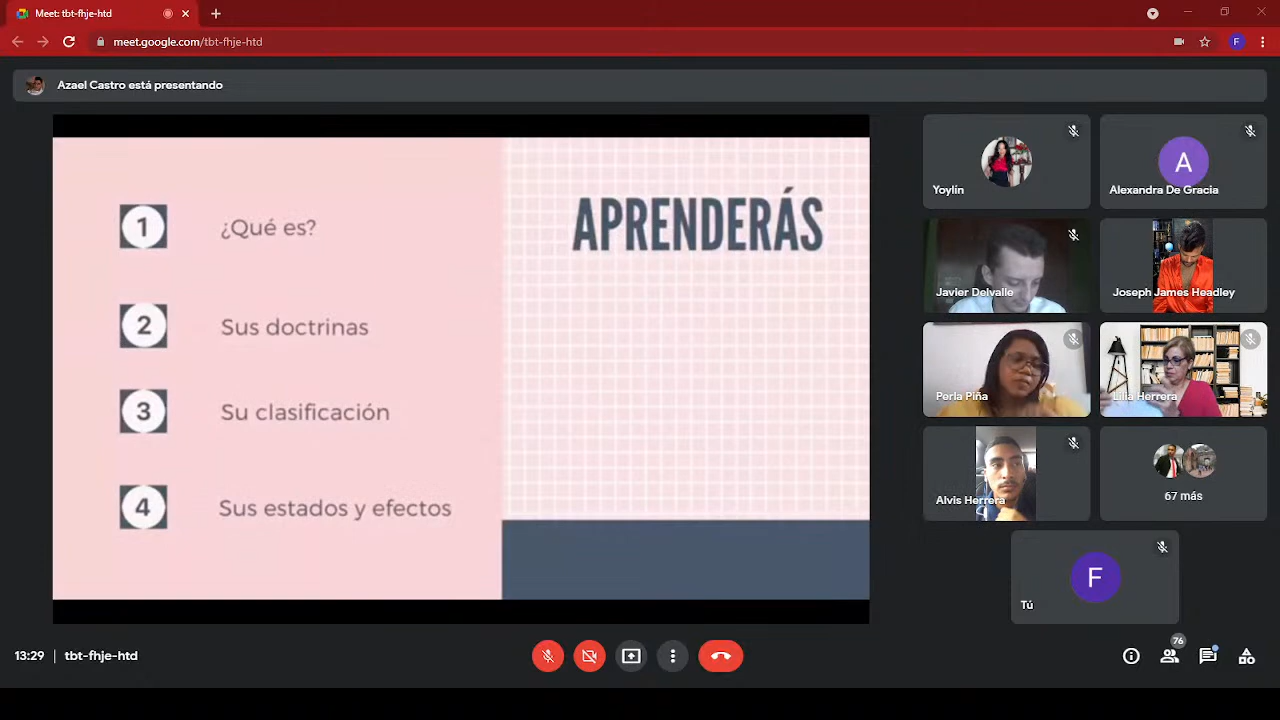 Meet: tbt-fhje-htd
meet.google.com/tbt-fhje-htd
F
Azael Castro está presentando
1 ¿Qué es?
2 Sus doctrinas
3 Su clasificación
4 Sus estados y efectos
APRENDERÁS
Yoylín
A
Alexandra De Gracia
Javier Delvalle
Joseph James Headley
Perla Piña
Lilia Herrera
Alvis Herrera
67 más
F
Tú
13:29 | tbt-fhje-htd
76